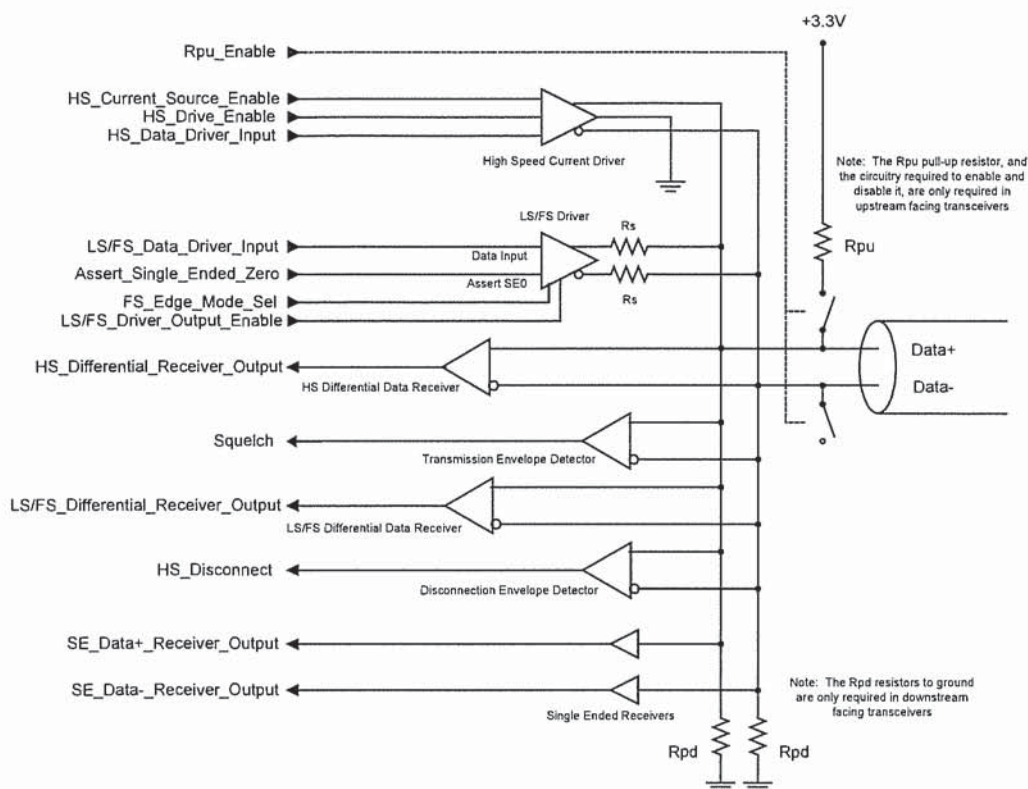 +3.3V
Rpu_Enable
HS_Current_Source_Enable
HS_Drive_Enable
HS_Data_Driver_Input
High Speed Current Driver
Note: The Rpu pull-up resistor, and
the circuitry required to enable and
disable it, are only required in
upstream facing transceivers
LS/FS Driver
Rs
LS/FS_Data_Driver_Input
Data Input
Rpu
Assert_Single_Ended_Zero
Assert SE0
Rs
FS_Edge_Mode_Sel
LS/FS_Driver_Output_Enable
Data+
HS_Differential_Receiver_Output
HS Differential Data Receiver
Data-
Squelch
Transmission Envelope Detector
LS/FS_Differential_Receiver_Output
LS/FS Differential Data Receiver
HS_Disconnect
Disconnection Envelope Detector
SE_Data+_Receiver_Output
SE_Data-_Receiver_Output
Single Ended Receivers
Note: The Rpd resistors to ground
are only required in downstream
facing transceivers
Rpd
Rpd